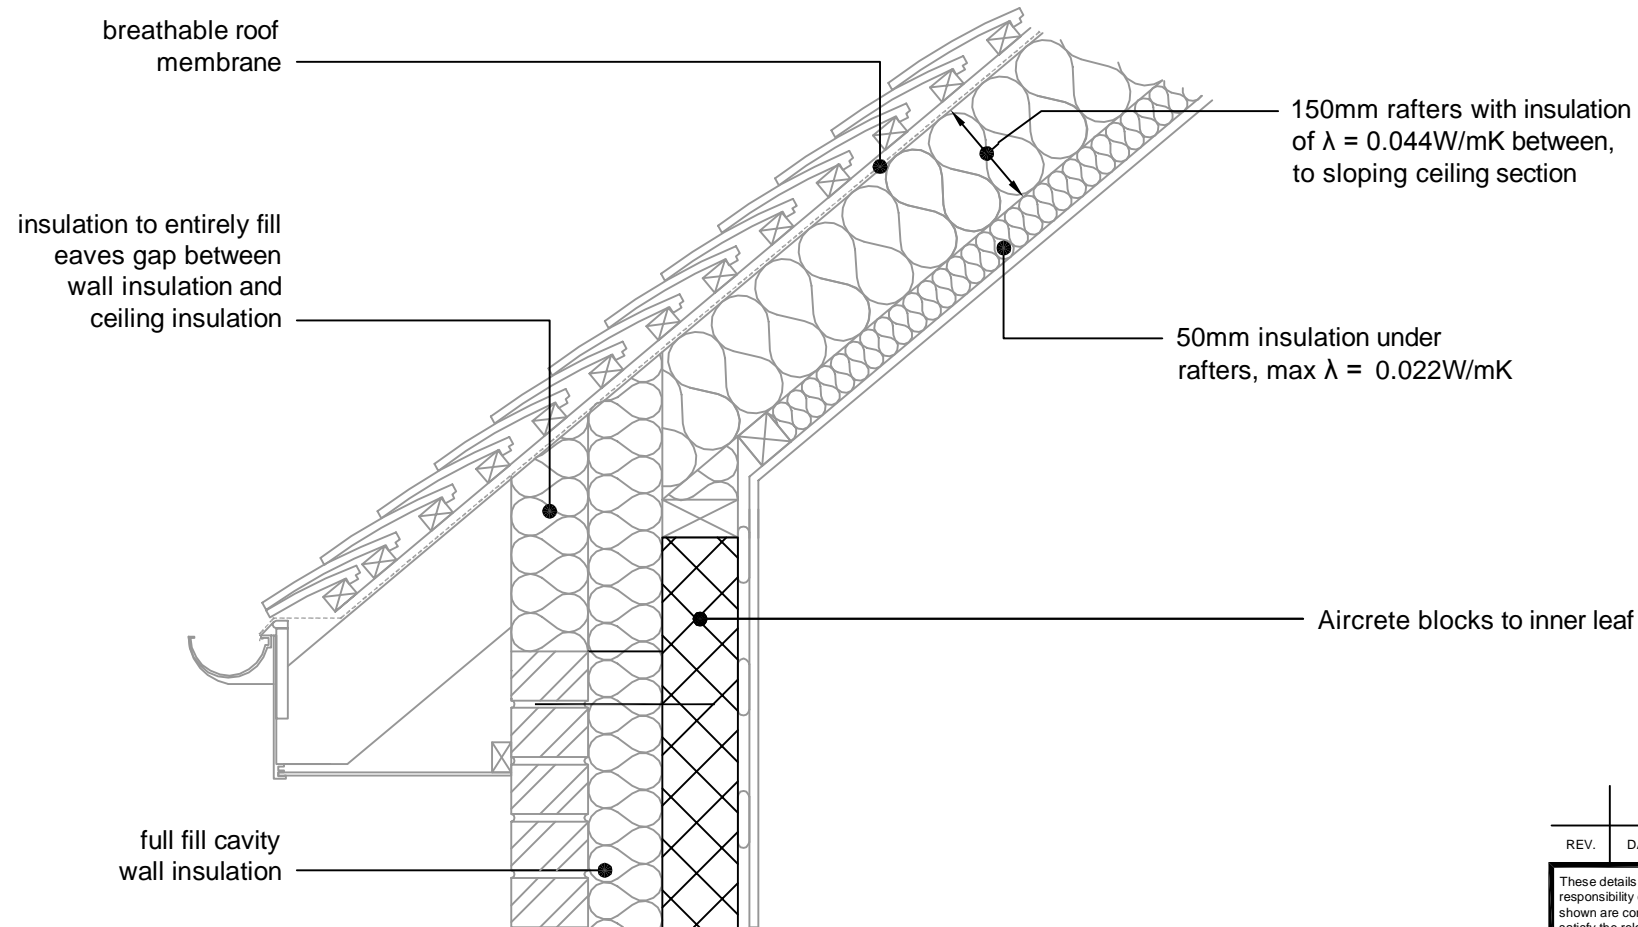 breathable roof
membrane
150mm rafters with insulation
of λ = 0.044W/mK between,
to sloping ceiling section
insulation to entirely fill
eaves gap between
wall insulation and
ceiling insulation
50mm insulation under
rafters, max λ = 0.022W/mK
Aircrete blocks to inner leaf
full fill cavity
wall insulation
REV.
These details
responsibility
shown are